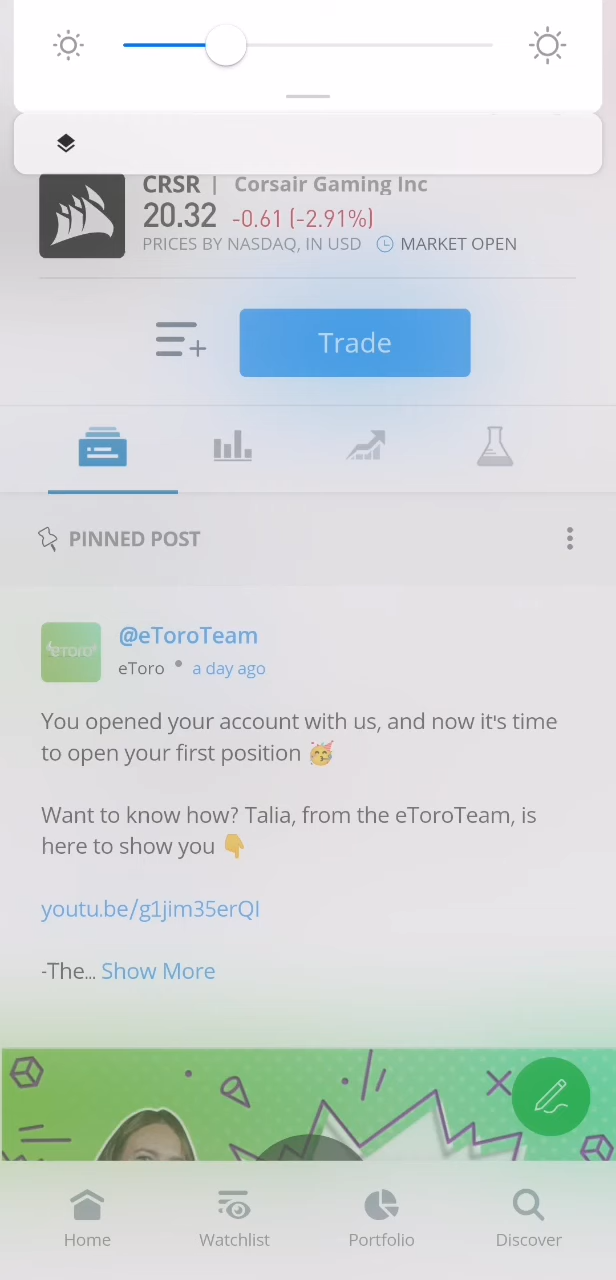 CRSR | Corsair Gaming Inc
20.32 -0.61 (-2.91%)
PRICES BY NASDAQ, IN USD MARKET OPEN
Trade
PINNED POST
eToro
@eToroTeam
eToro • a day ago
You opened your account with us, and now it's time
to open your first position 🥳
Want to know how? Talia, from the eToroTeam, is
here to show you 👇
youtu.be/g1jim35erQI
-The... Show More
Home Watchlist Portfolio Discover